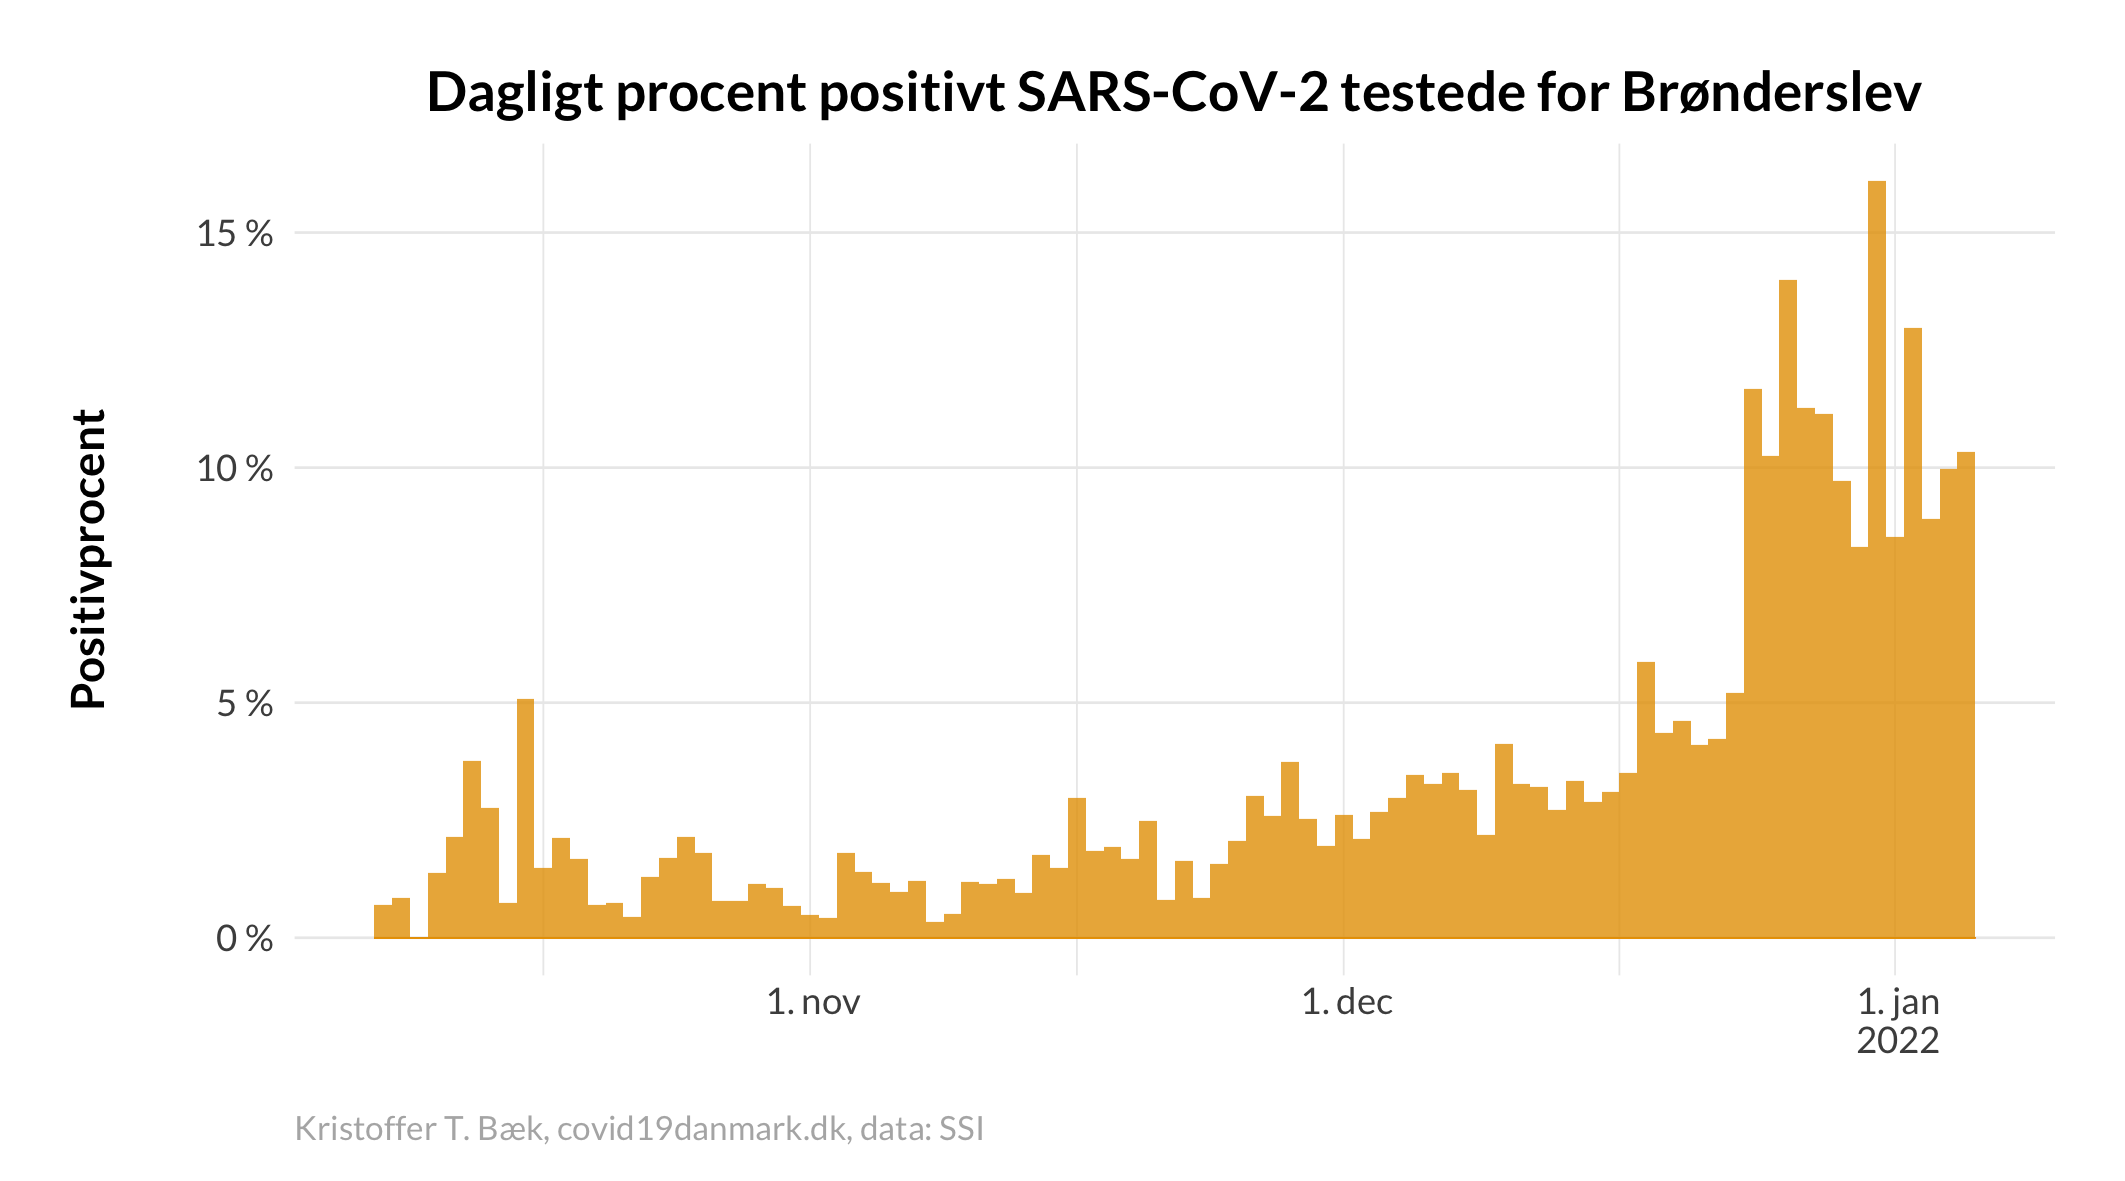 Dagligt procent positivt SARS-CoV-2 testede for Brønderslev
Positivprocent
15 %
10 %
5 %
0 %
1. nov
1. dec
1. jan
2022
Kristoffer T. Bæk, covid19danmark.dk, data: SSI